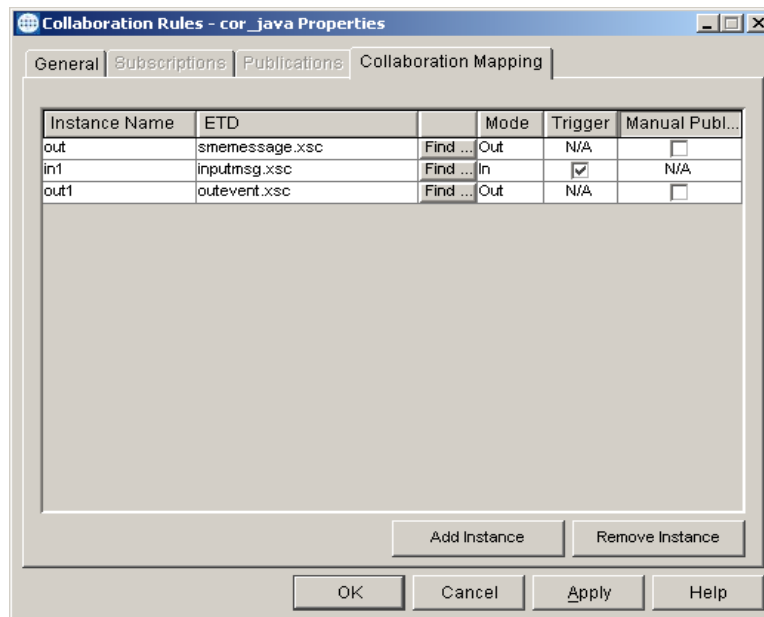 Collaboration Rules - cor_java Properties
General Subscriptions Publications Collaboration Mapping
Instance Name ETD Mode Trigger Manual Publ...
out smemessage.xsc Find ... Out N/A
in1 inputmsg.xsc Find ... In N/A
out1 outevent.xsc Find ... Out N/A
Add Instance Remove Instance
OK Cancel Apply Help